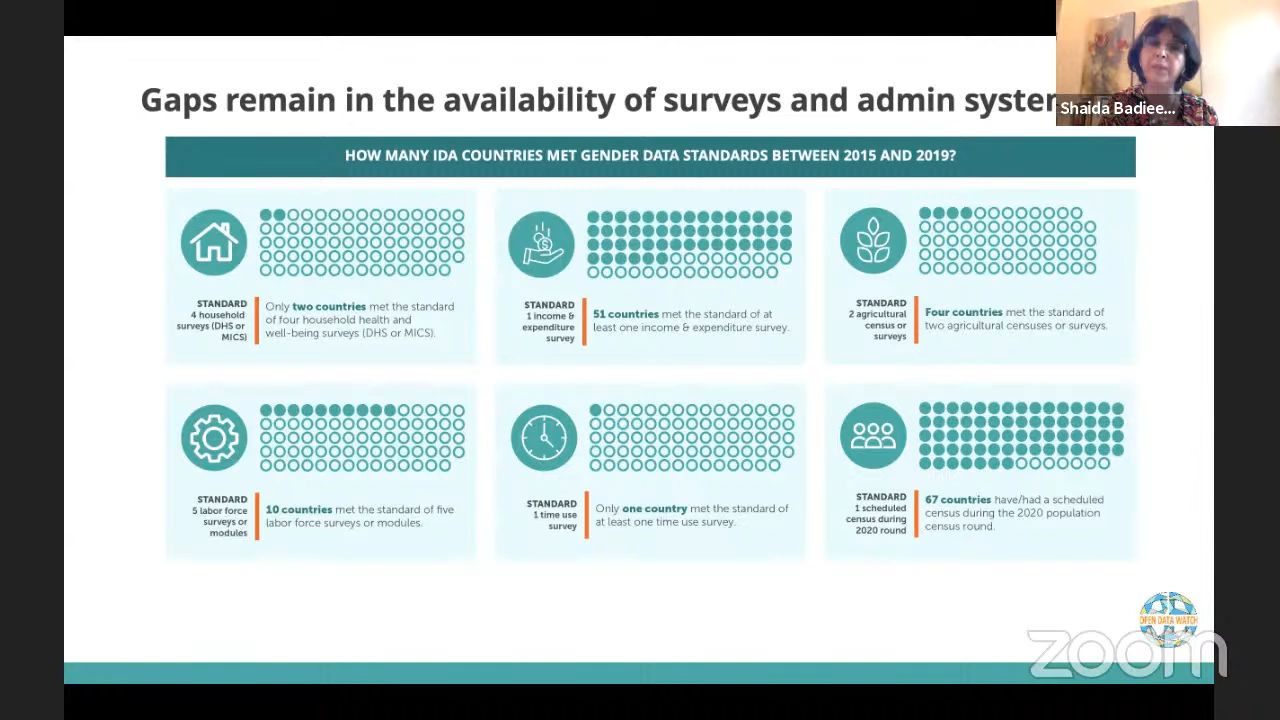 Gaps remain in the availability of surveys and admin
Shaida Badiee...
HOW MANY IDA COUNTRIES MET GENDER DATA STANDARDS BETWEEN 2015 AND 2019?
STANDARD
4 household
surveys (DHS or
MICS)
Only two countries met the standard
of four household health and
well-being surveys (DHS or MICS).
STANDARD
1 income &
expenditure
survey
51 countries met the standard of at
least one income & expenditure survey.
STANDARD
2 agricultural
census or
surveys
Four countries met the standard of
two agricultural censuses or surveys.
STANDARD
5 labor force
surveys or
modules
10 countries met the standard of five
labor force surveys or modules.
STANDARD
1 time use
survey
Only one country met the standard of
at least one time use survey.
STANDARD
1 scheduled
census during
2020 round
67 countries have/had a scheduled
census during the 2020 population
census round.
OPEN DATA WATCH
zoom